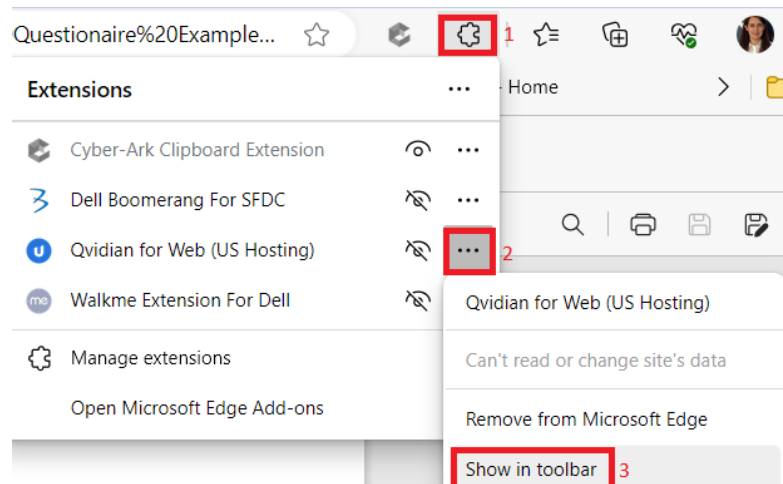 Questionaire%20Example...
1
Extensions
- Home
Cyber-Ark Clipboard Extension
Dell Boomerang For SFDC
Qvidian for Web (US Hosting)
2
me
Walkme Extension For Dell
Qvidian for Web (US Hosting)
Manage extensions
Can't read or change site's data
Open Microsoft Edge Add-ons
Remove from Microsoft Edge
Show in toolbar 3